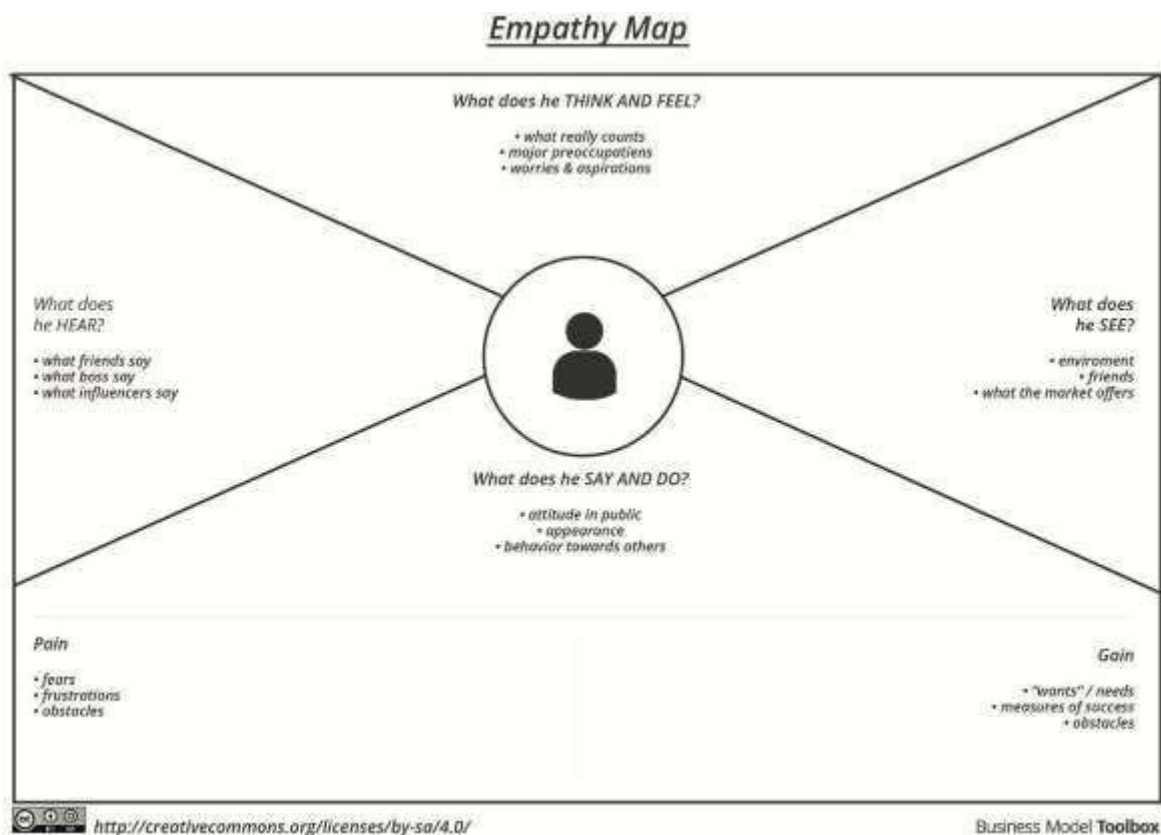 Empathy Map
What does he THINK AND FEEL?
• what really counts
• major preoccupatiens
• worries & aspirations
What does
he HEAR?
• what friends say
• what boss say
• what influencers say
What does
he SEE?
• enviroment
• friends
• what the market offers
What does he SAY AND DO?
• attitude in public
• appearance
• behavior towards others
Pain
• fears
• frustrations
• obstacles
Gain
• "wants" / needs
• measures of success
• obstacles
http://creativecommons.org/licenses/by-sa/4.0/
Business Model Toolbox